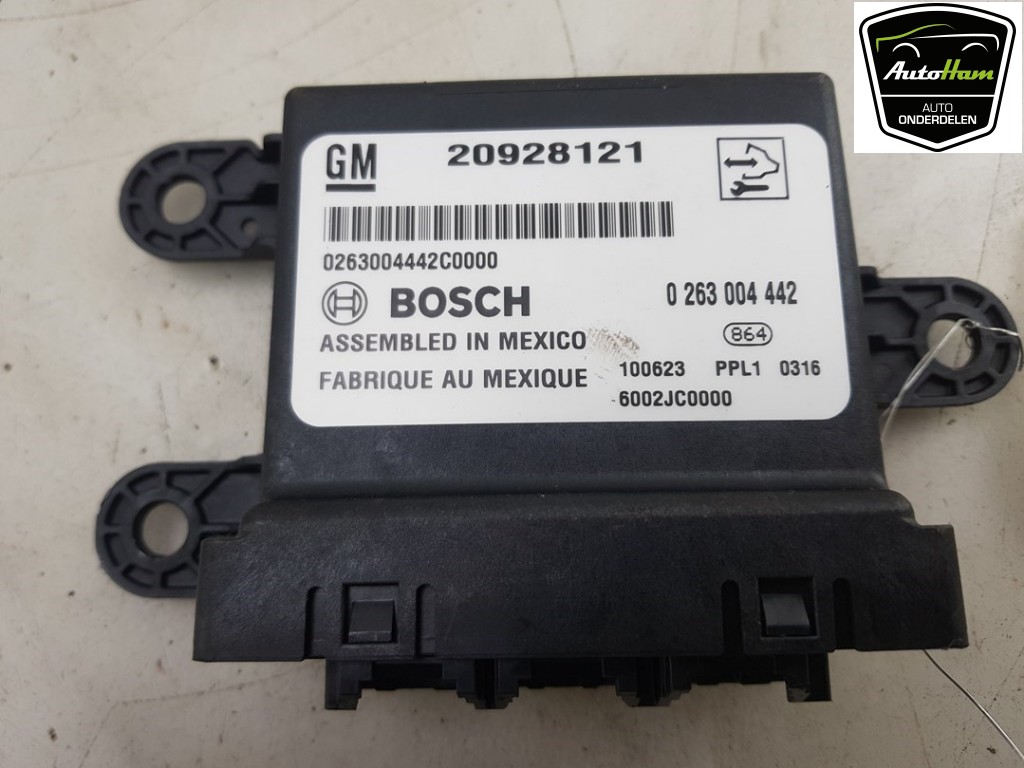 AutoHam
AUTO
ONDERDELEN
GM 20928121
0263004442C0000
BOSCH 0 263 004 442
ASSEMBLED IN MEXICO 864
FABRIQUE AU MEXIQUE 100623 PPL1 0316
6002JC0000